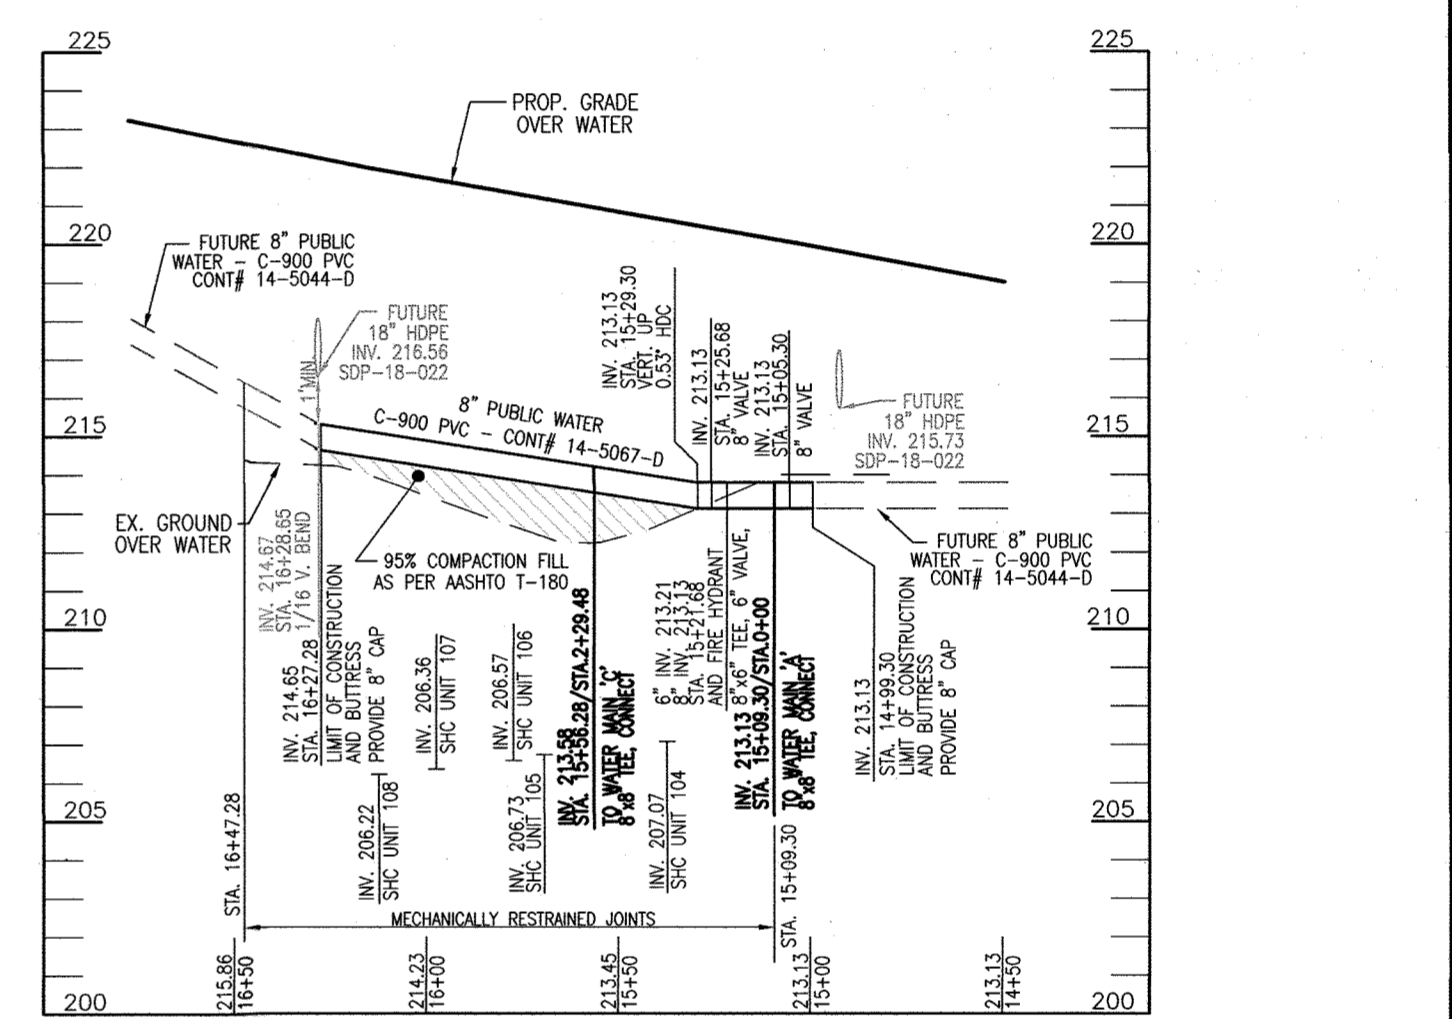 225
225
PROP. GRADE
OVER WATER
220
220
FUTURE 8" PUBLIC
WATER - C-900 PVC
CONT# 14-5044-D
FUTURE
18" HDPE
INV. 216.56
SDP-18-022
1' MIN.
INV. 213.13
STA. 15+29.30
VERT. UP
0.53° HDC
INV. 213.13
STA. 15+25.68
8" VALVE
INV. 213.13
STA. 15+05.30
8" VALVE
FUTURE
18" HDPE
INV. 215.73
SDP-18-022
8" PUBLIC WATER
C-900 PVC - CONT# 14-5067-D
215
215
EX. GROUND
OVER WATER
95% COMPACTION FILL
AS PER AASHTO T-180
FUTURE 8" PUBLIC
WATER - C-900 PVC
CONT# 14-5044-D
210
210
INV. 214.67
STA. 16+28.65
1/16 V. BEND
INV. 214.65
STA. 16+27.28
LIMIT OF CONSTRUCTION
AND BUTTRESS
PROVIDE 8" CAP
INV. 206.22
SHC UNIT 108
INV. 206.36
SHC UNIT 107
INV. 206.57
SHC UNIT 106
INV. 206.73
SHC UNIT 105
INV. 213.58
STA. 15+56.28/STA.2+29.48
TO WATER MAIN 'C'
8"x8" TEE, CONNECT
6" INV. 213.21
8" INV. 213.13
STA. 15+21.68
AND FIRE HYDRANT
8"x6" TEE, 6" VALVE,
INV. 207.07
SHC UNIT 104
INV. 213.13
STA. 15+09.30/STA.0+00
TO WATER MAIN 'A'
8"x8" TEE, CONNECT
INV. 213.13
STA. 14+99.30
LIMIT OF CONSTRUCTION
AND BUTTRESS
PROVIDE 8" CAP
205
205
STA. 16+47.28
MECHANICALLY RESTRAINED JOINTS
STA. 15+09.30
200
200
215.86
16+50
214.23
16+00
213.45
15+50
213.13
15+00
213.13
14+50